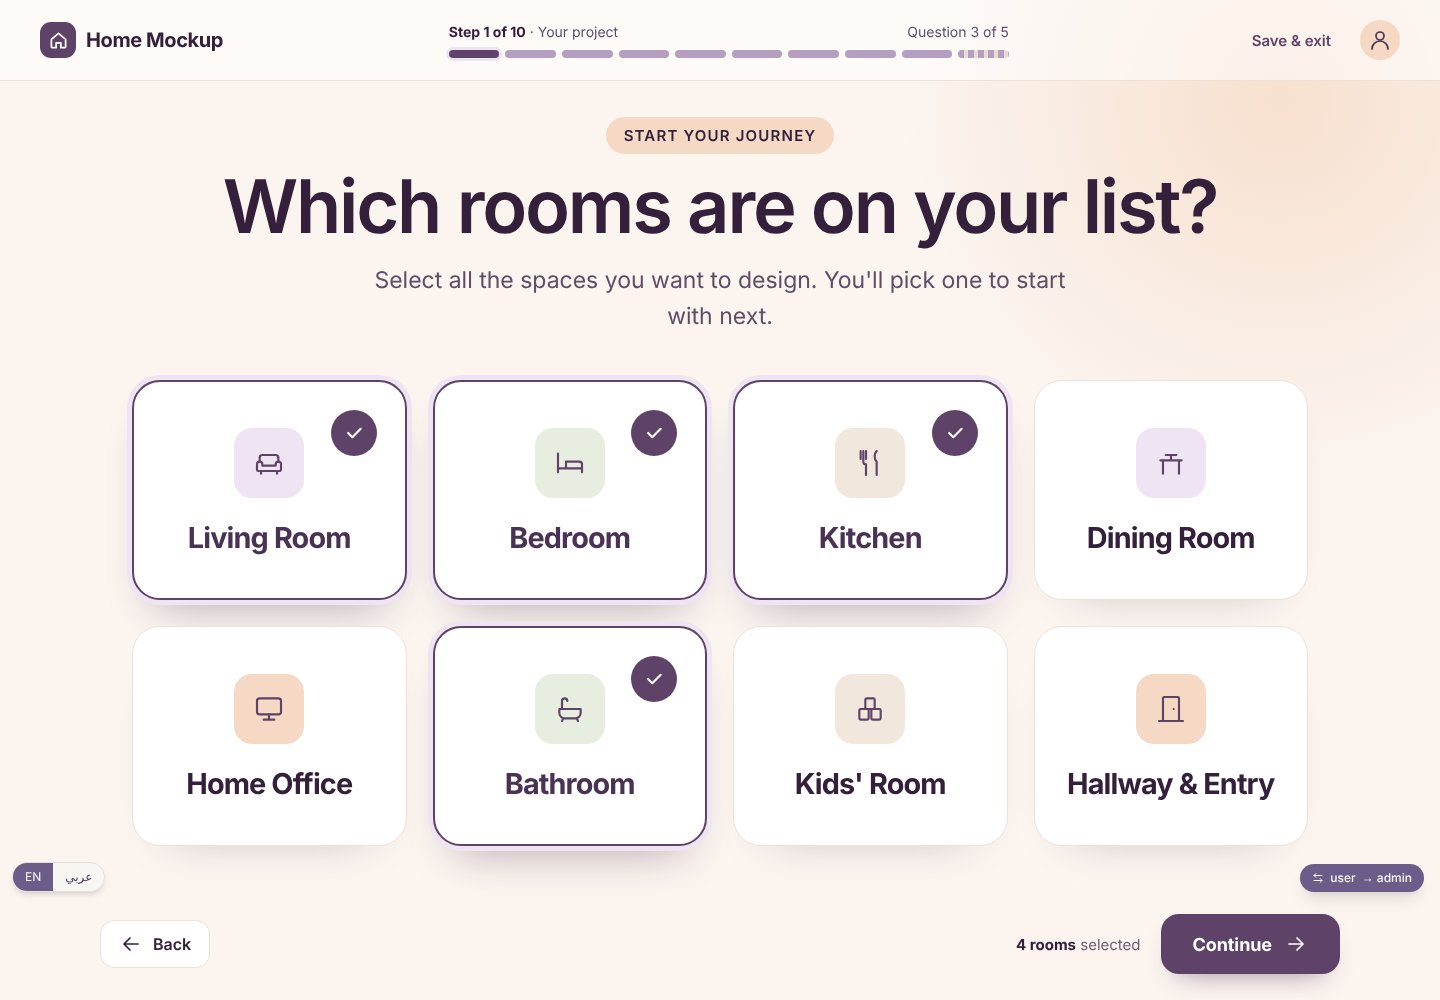 Home Mockup
Step 1 of 10 · Your project
Question 3 of 5
Save & exit
START YOUR JOURNEY
Which rooms are on your list?
Select all the spaces you want to design. You'll pick one to start
with next.
Living Room
Bedroom
Kitchen
Dining Room
Home Office
Bathroom
Kids' Room
Hallway & Entry
EN
عربي
user → admin
Back
4 rooms selected
Continue